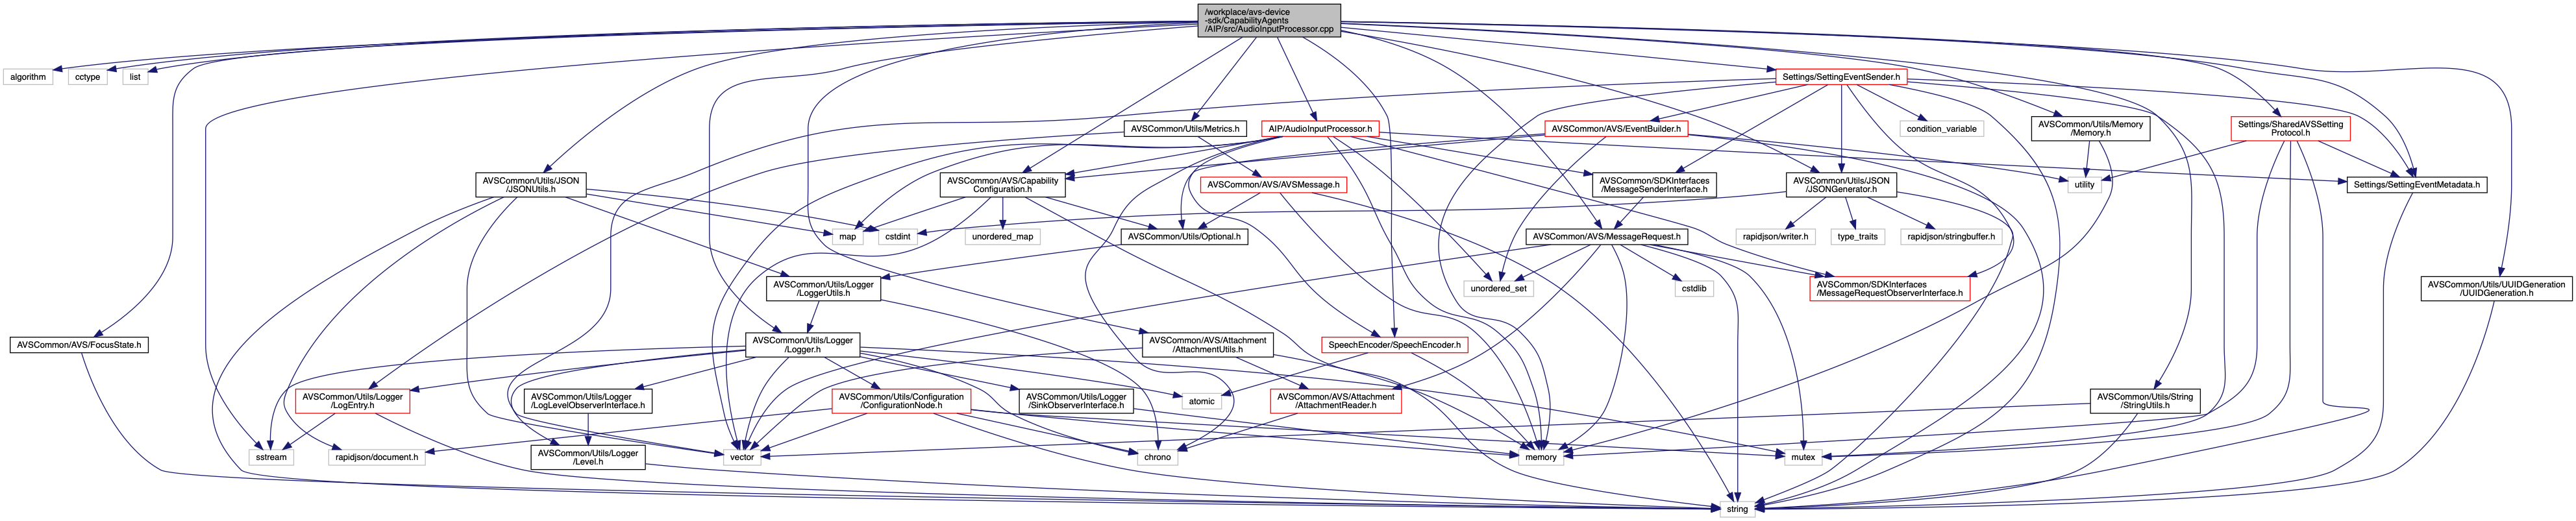 /workplace/avs-device
-sdk/CapabilityAgents
/AIP/src/AudioInputProcessor.cpp
algorithm
cctype
list
Settings/SettingEventSender.h
AVSCommon/Utils/Metrics.h
AIP/AudioInputProcessor.h
AVSCommon/AVS/EventBuilder.h
condition_variable
AVSCommon/Utils/Memory
/Memory.h
Settings/SharedAVSSetting
Protocol.h
AVSCommon/Utils/JSON
/JSONUtils.h
AVSCommon/AVS/Capability
Configuration.h
AVSCommon/AVS/AVSMessage.h
AVSCommon/SDKInterfaces
/MessageSenderInterface.h
AVSCommon/Utils/JSON
/JSONGenerator.h
utility
Settings/SettingEventMetadata.h
map
cstdint
unordered_map
AVSCommon/Utils/Optional.h
AVSCommon/AVS/MessageRequest.h
rapidjson/writer.h
type_traits
rapidjson/stringbuffer.h
AVSCommon/Utils/Logger
/LoggerUtils.h
unordered_set
cstdlib
AVSCommon/SDKInterfaces
/MessageRequestObserverInterface.h
AVSCommon/Utils/UUIDGeneration
/UUIDGeneration.h
AVSCommon/AVS/FocusState.h
AVSCommon/Utils/Logger
/Logger.h
AVSCommon/AVS/Attachment
/AttachmentUtils.h
SpeechEncoder/SpeechEncoder.h
AVSCommon/Utils/Logger
/LogEntry.h
AVSCommon/Utils/Logger
/LogLevelObserverInterface.h
AVSCommon/Utils/Configuration
/ConfigurationNode.h
AVSCommon/Utils/Logger
/SinkObserverInterface.h
atomic
AVSCommon/AVS/Attachment
/AttachmentReader.h
AVSCommon/Utils/String
/StringUtils.h
sstream
rapidjson/document.h
AVSCommon/Utils/Logger
/Level.h
vector
chrono
memory
mutex
string